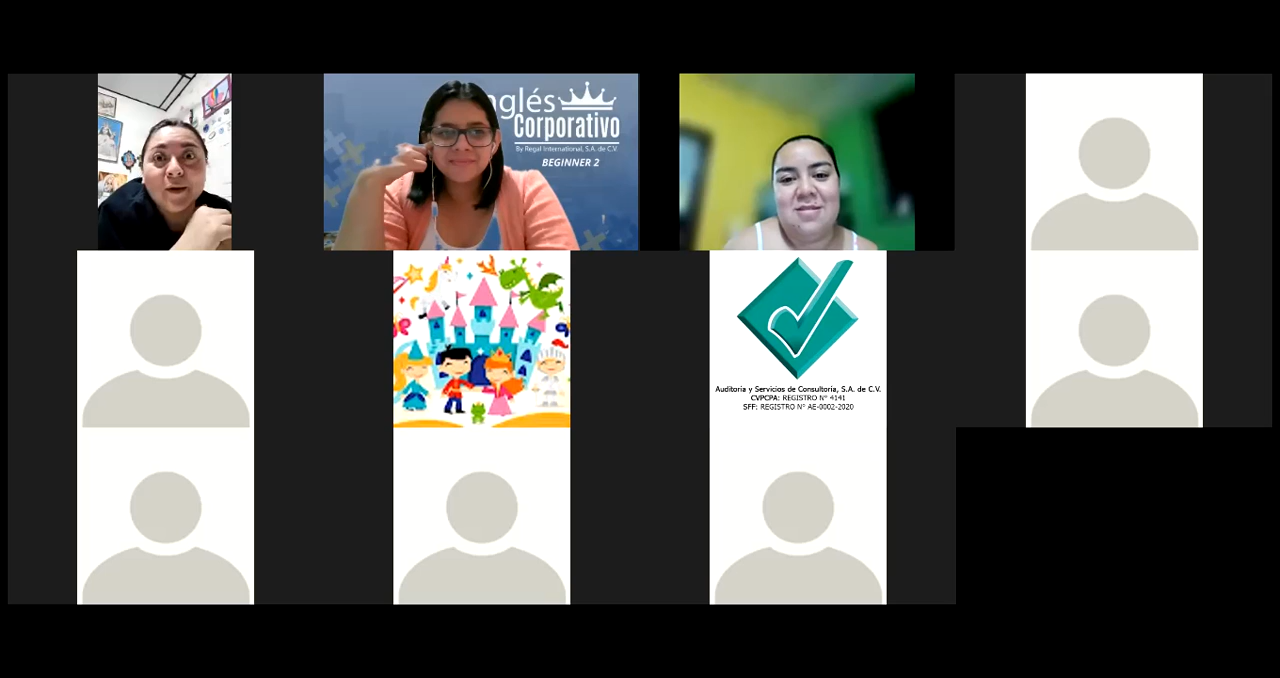 nglés
Corporativo
By Regal International, S.A. de C.V.
BEGINNER 2
Auditoria y Servicios de Consultoría, S.A. de C.V.
CVPCPA: REGISTRO N° 4141
SFF: REGISTRO N° AE-0002-2020